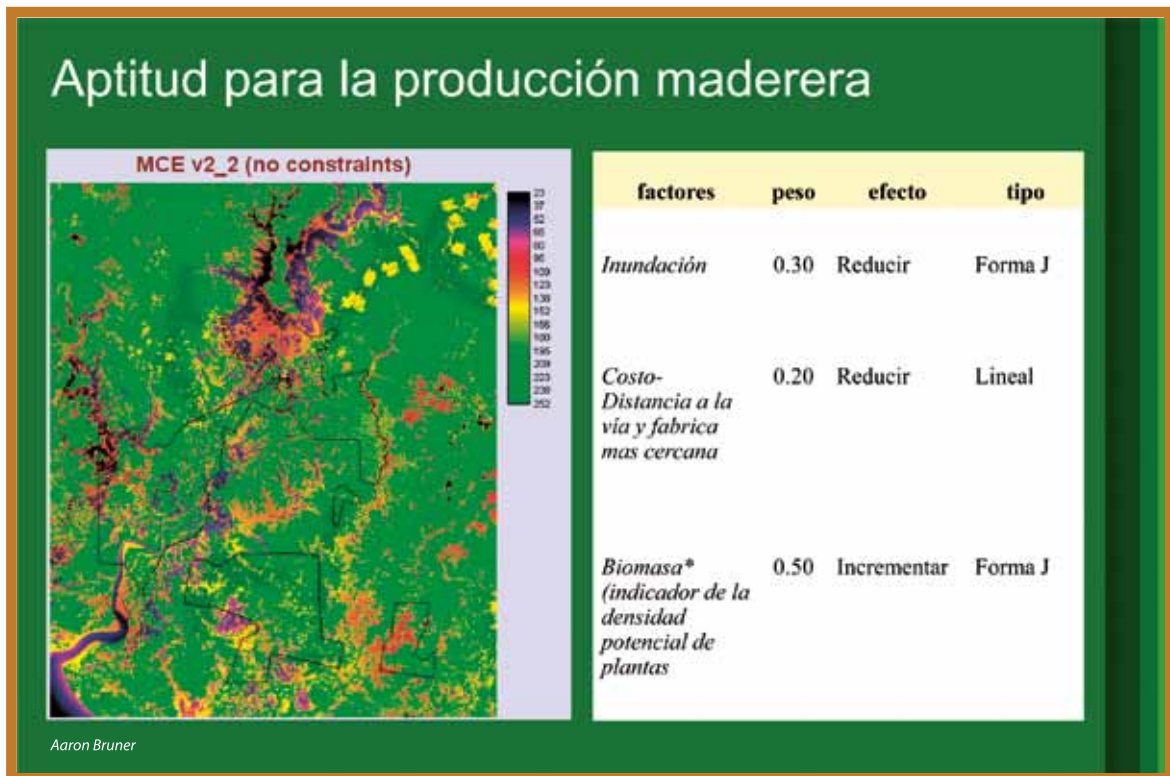 Aptitud para la producción maderera
MCE v2_2 (no constraints)
23
37
52
66
80
95
109
123
138
152
166
180
195
209
223
238
252
factores peso efecto tipo
Inundación 0.30 Reducir Forma J
Costo- 0.20 Reducir Lineal
Distancia a la
vía y fabrica
mas cercana
Biomasa* 0.50 Incrementar Forma J
(indicador de la
densidad
potencial de
plantas
Aaron Bruner